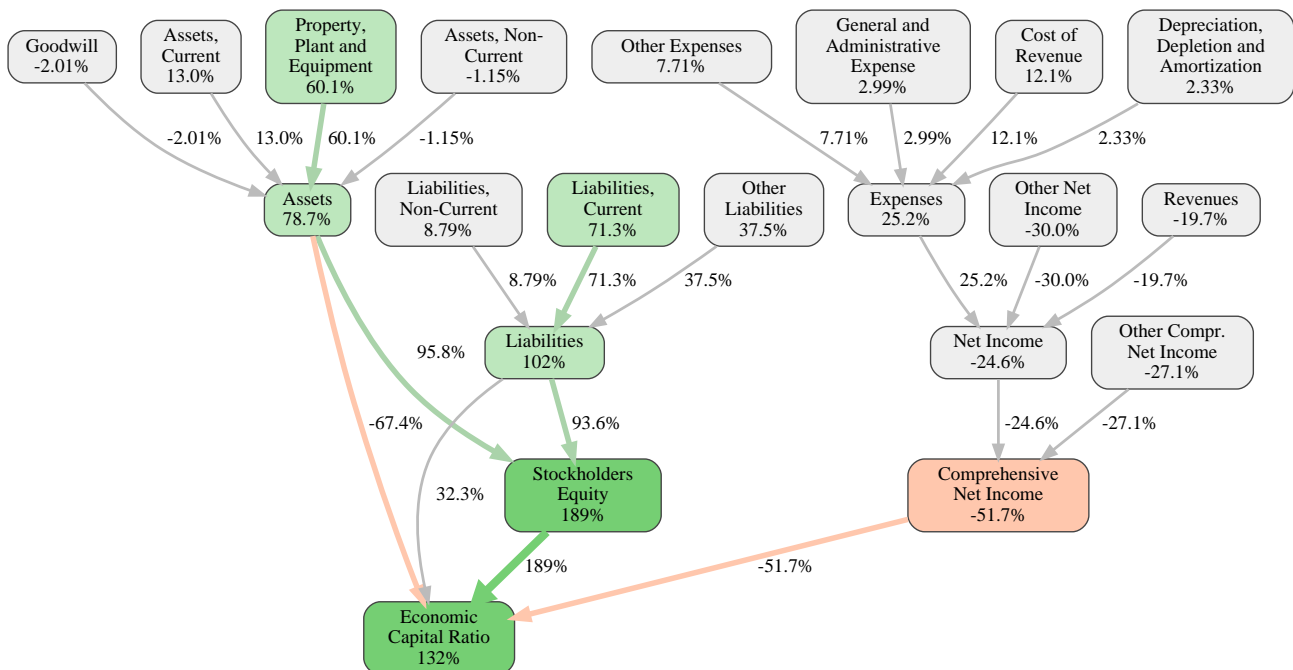 Goodwill
-2.01%
Assets,
Current
13.0%
Property,
Plant and
Equipment
60.1%
Assets, Non-
Current
-1.15%
Other Expenses
7.71%
General and
Administrative
Expense
2.99%
Cost of
Revenue
12.1%
Depreciation,
Depletion and
Amortization
2.33%
-2.01%
13.0%
60.1%
-1.15%
7.71%
2.99%
12.1%
2.33%
Assets
78.7%
Liabilities,
Non-Current
8.79%
Liabilities,
Current
71.3%
Other
Liabilities
37.5%
Expenses
25.2%
Other Net
Income
-30.0%
Revenues
-19.7%
8.79%
71.3%
37.5%
25.2%
-30.0%
-19.7%
95.8%
Liabilities
102%
Net Income
-24.6%
Other Compr.
Net Income
-27.1%
-67.4%
93.6%
-24.6%
-27.1%
32.3%
Stockholders
Equity
189%
Comprehensive
Net Income
-51.7%
189%
-51.7%
Economic
Capital Ratio
132%